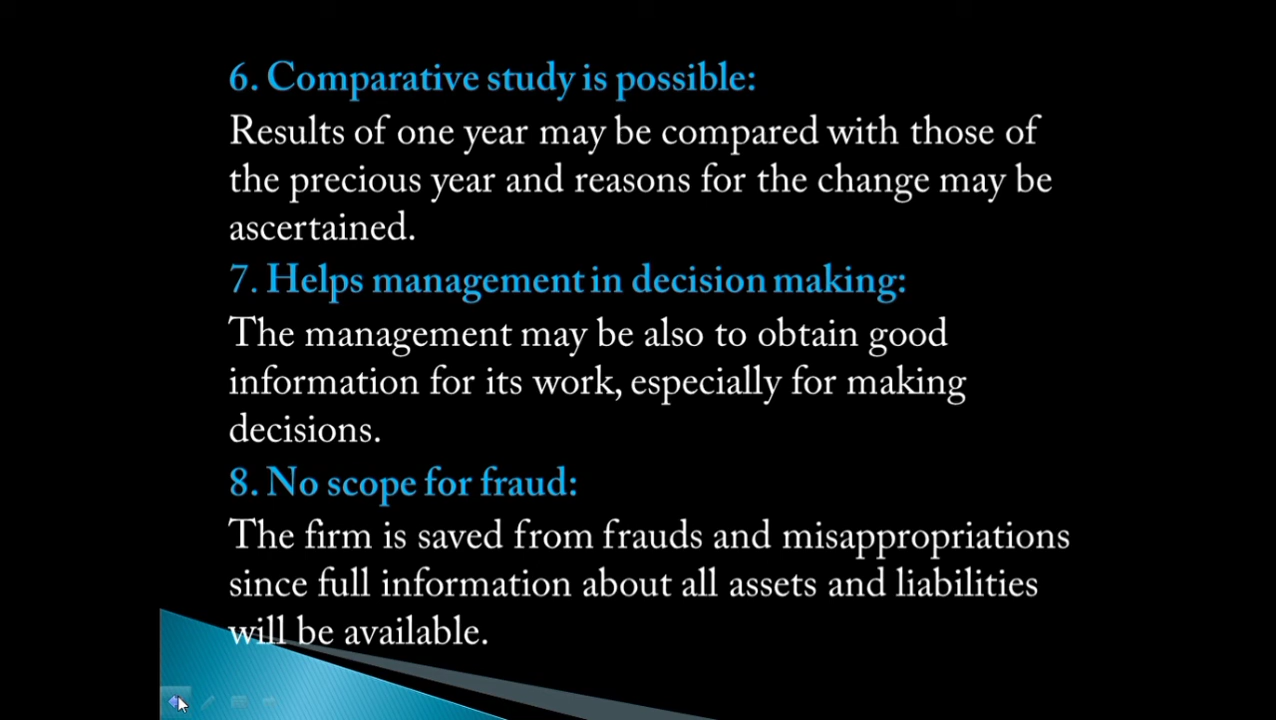 6. Comparative study is possible:
Results of one year may be compared with those of
the precious year and reasons for the change may be
ascertained.
7. Helps management in decision making:
The management may be also to obtain good
information for its work, especially for making
decisions.
8. No scope for fraud:
The firm is saved from frauds and misappropriations
since full information about all assets and liabilities
will be available.